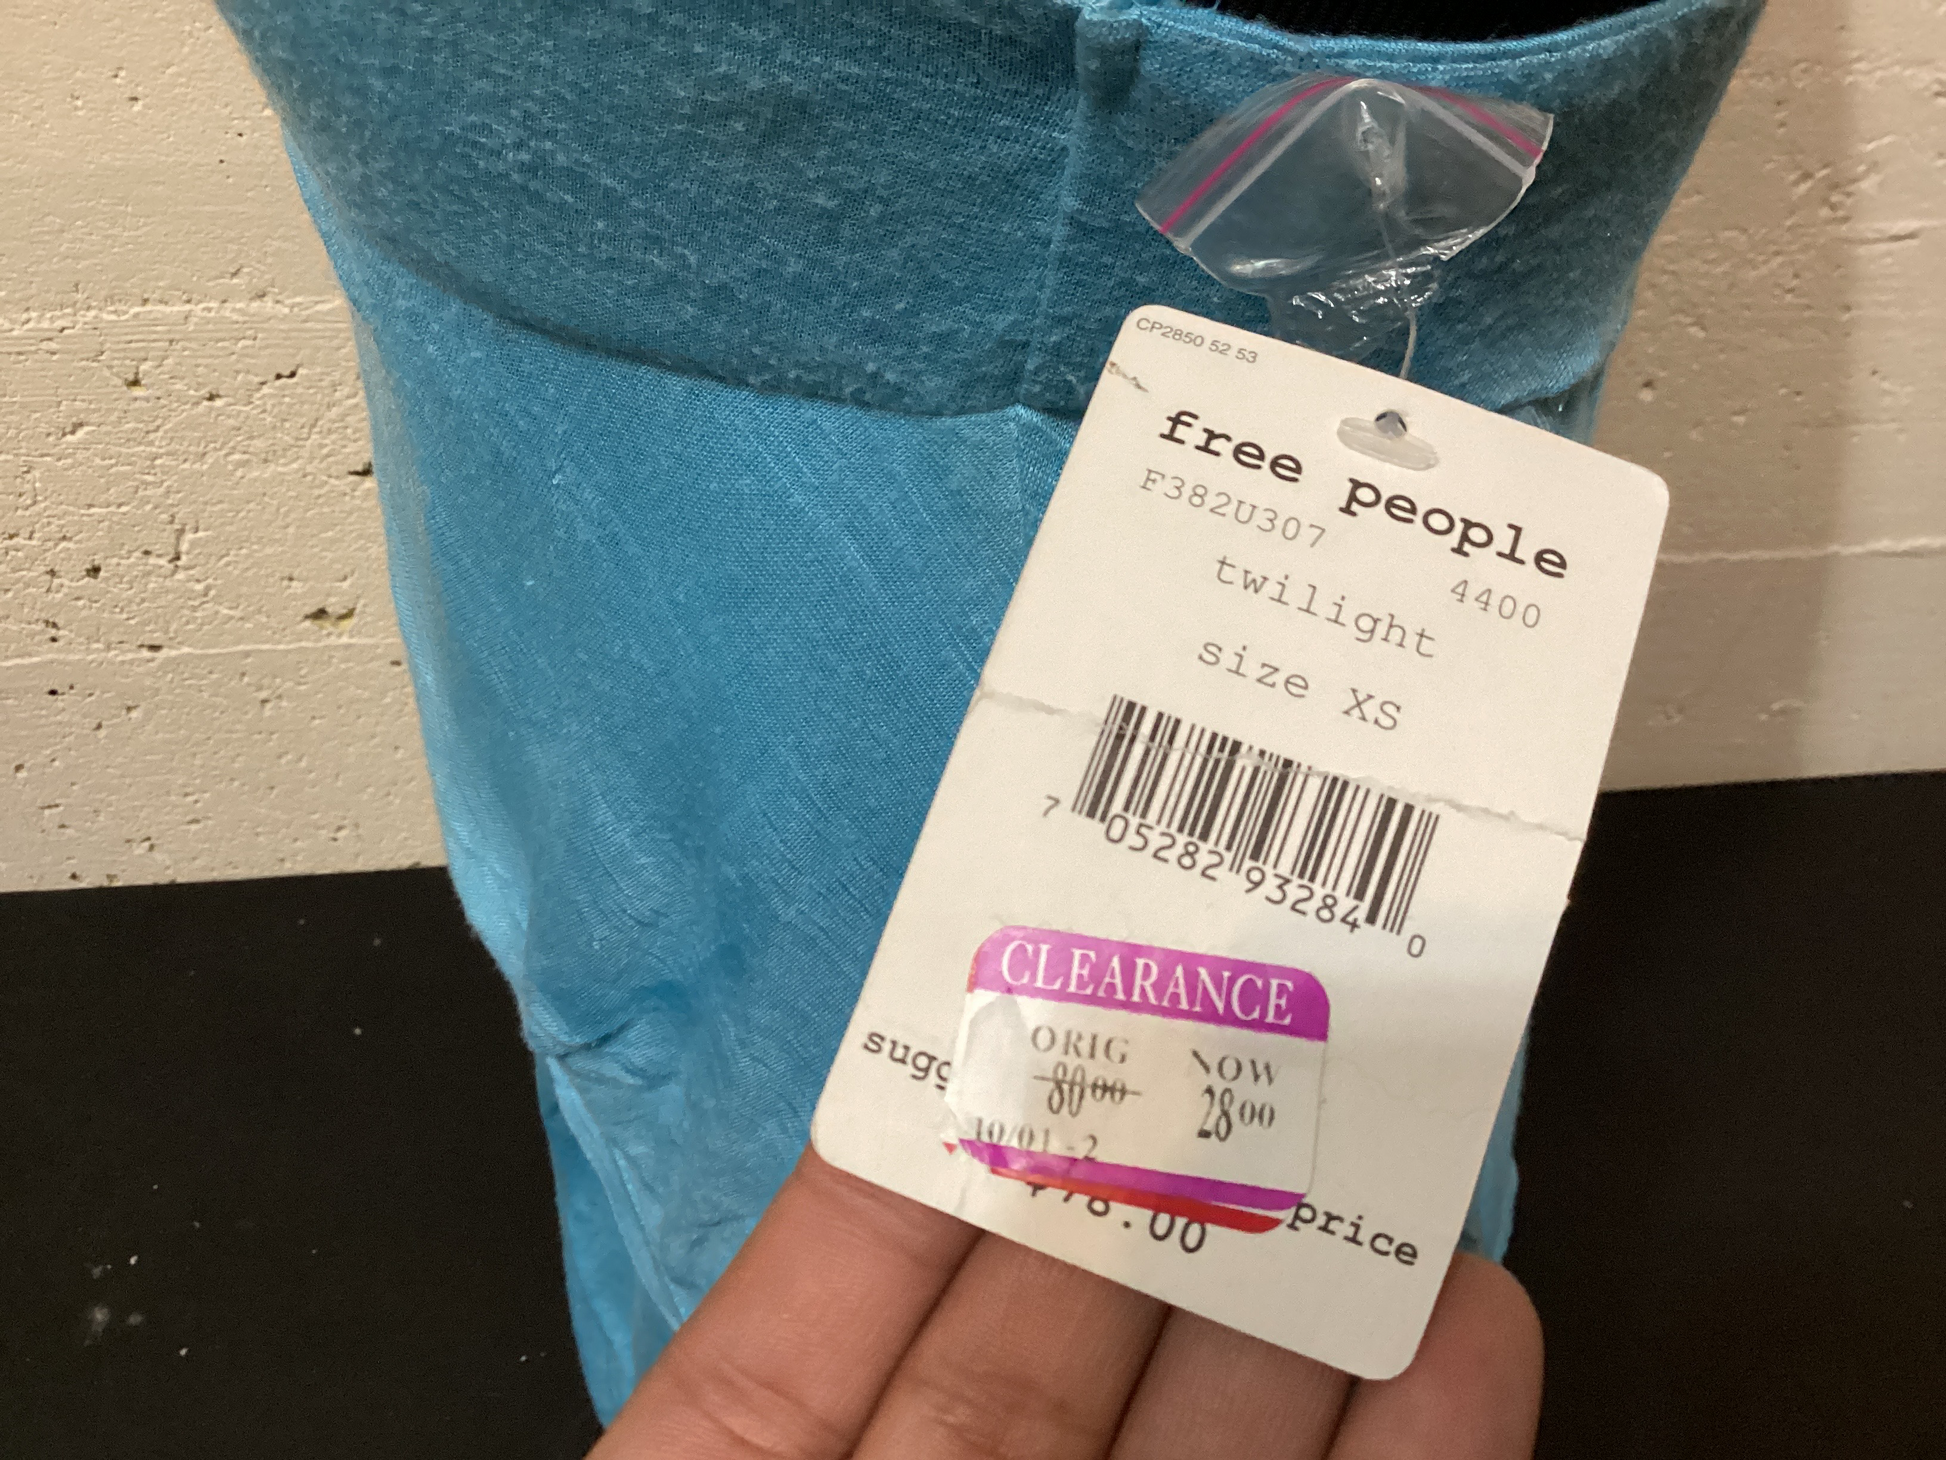 CP2850 52 53
free people
F382U307
4400
twilight
size XS
7 05282 93284 0
CLEARANCE
ORIG NOW
80 00 28 00
10/01 -2
price
$78.00